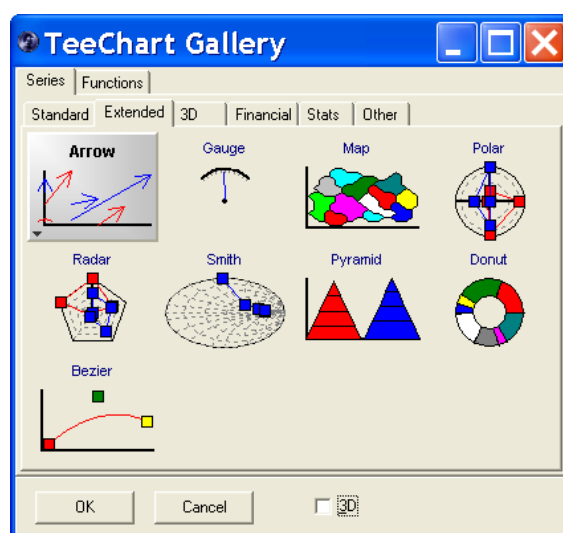 TeeChart Gallery
Series Functions
Standard Extended 3D Financial Stats Other
Arrow Gauge Map Polar
Radar Smith Pyramid Donut
Bezier
OK Cancel 3D